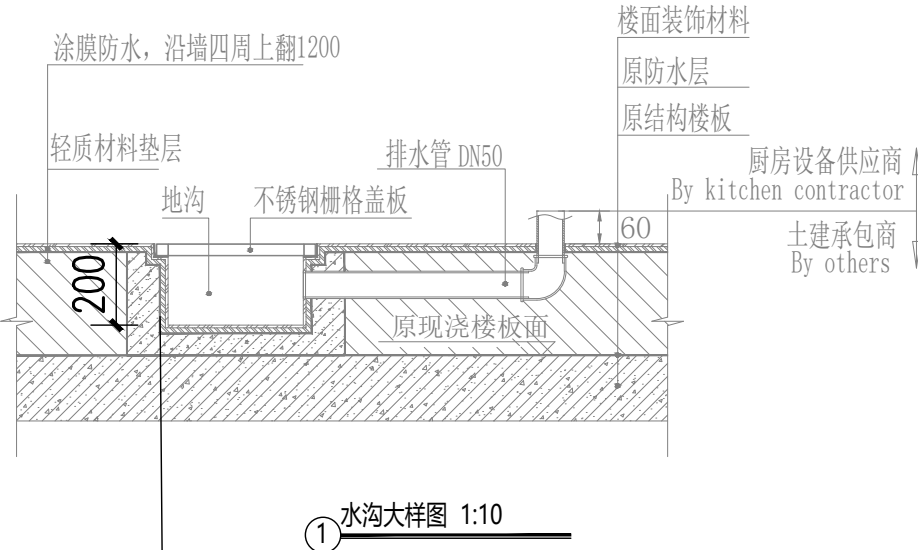 楼面装饰材料
涂膜防水，沿墙四周上翻1200
原防水层
原结构楼板
轻质材料垫层
排水管 DN50
厨房设备供应商
By kitchen contractor
地沟
不锈钢栅格盖板
60
土建承包商
By others
200
原现浇楼板面
1
水沟大样图 1:10